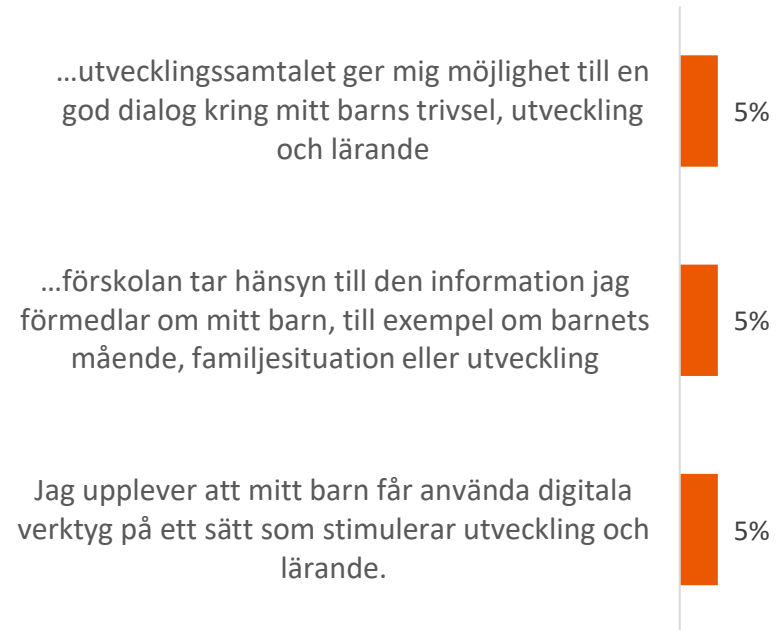 …utvecklingssamtalet ger mig möjlighet till en
god dialog kring mitt barns trivsel, utveckling
och lärande
5%
…förskolan tar hänsyn till den information jag
förmedlar om mitt barn, till exempel om barnets
mående, familjesituation eller utveckling
5%
Jag upplever att mitt barn får använda digitala
verktyg på ett sätt som stimulerar utveckling och
lärande.
5%